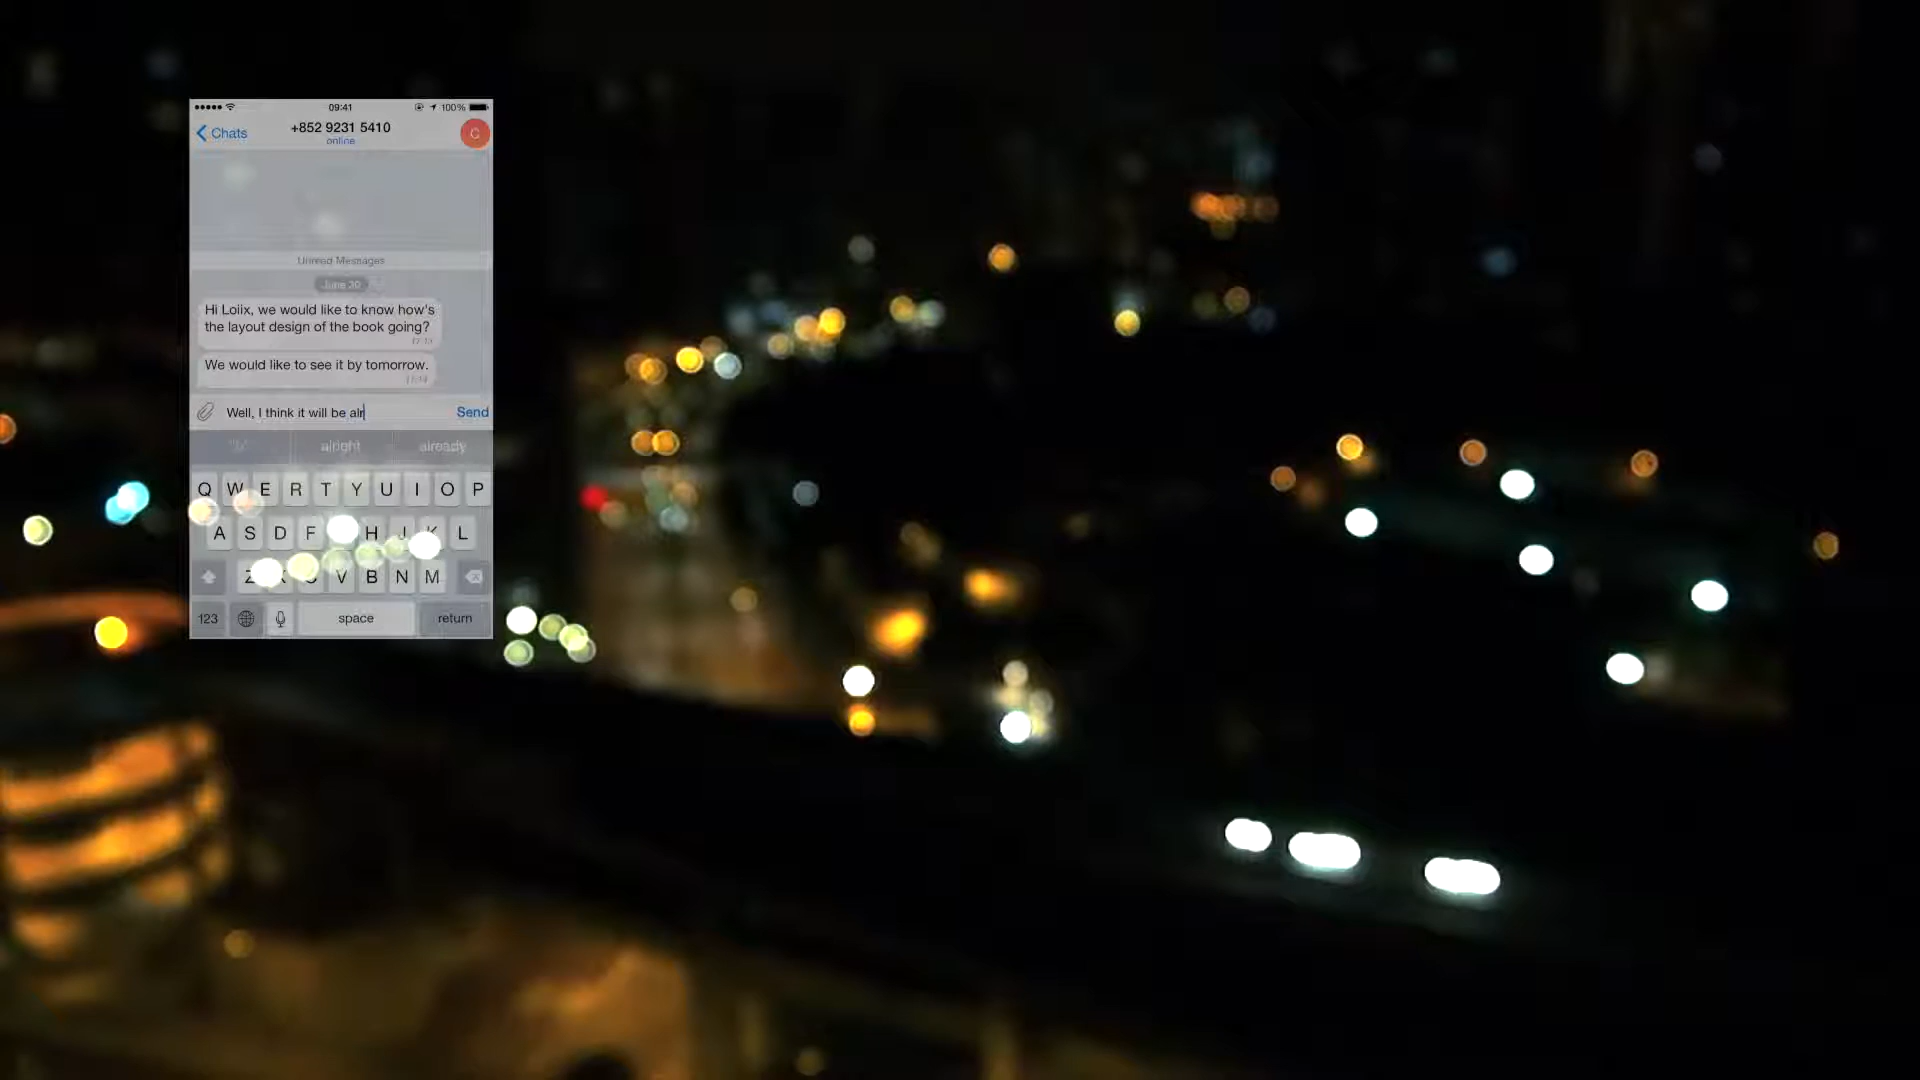 09:41
100%
Chats
+852 9231 5410
online
C
Unread Messages
June 30
Hi Loiix, we would like to know how's
the layout design of the book going?
We would like to see it by tomorrow.
Well, I think it will be alr
Send
alright
already
Q W E R T Y U I O P
A S D F H J K L
Z V B N M
123
space
return